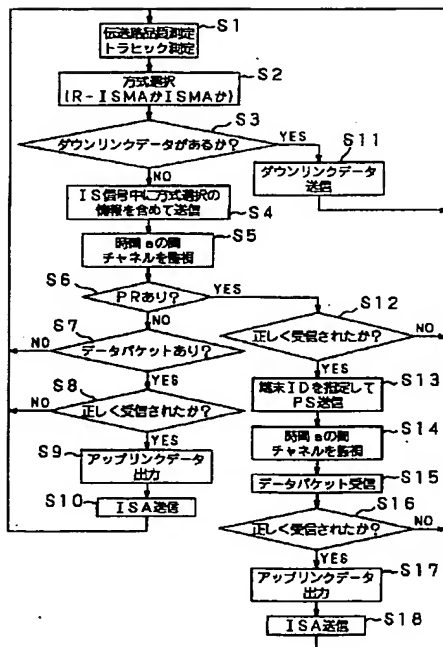 S1
伝送路品質測定
トラヒック測定
S2
方式選択
(R-ISMAかISMAか)
S3
ダウンリンクデータがあるか?
YES
S11
NO
ダウンリンクデータ
送信
IS信号中に方式選択の
情報を含めて送信
S4
S5
時間aの間
チャネルを監視
S6
PRあり?
YES
S12
NO
正しく受信されたか?
NO
S7
NO
データパケットあり?
YES
S13
端末IDを指定して
PS送信
S8
NO
正しく受信されたか?
YES
S14
時間aの間
チャネルを監視
S9
アップリンクデータ
出力
S15
データパケット受信
S10
ISA送信
S16
正しく受信されたか?
NO
YES
S17
アップリンクデータ
出力
S18
ISA送信